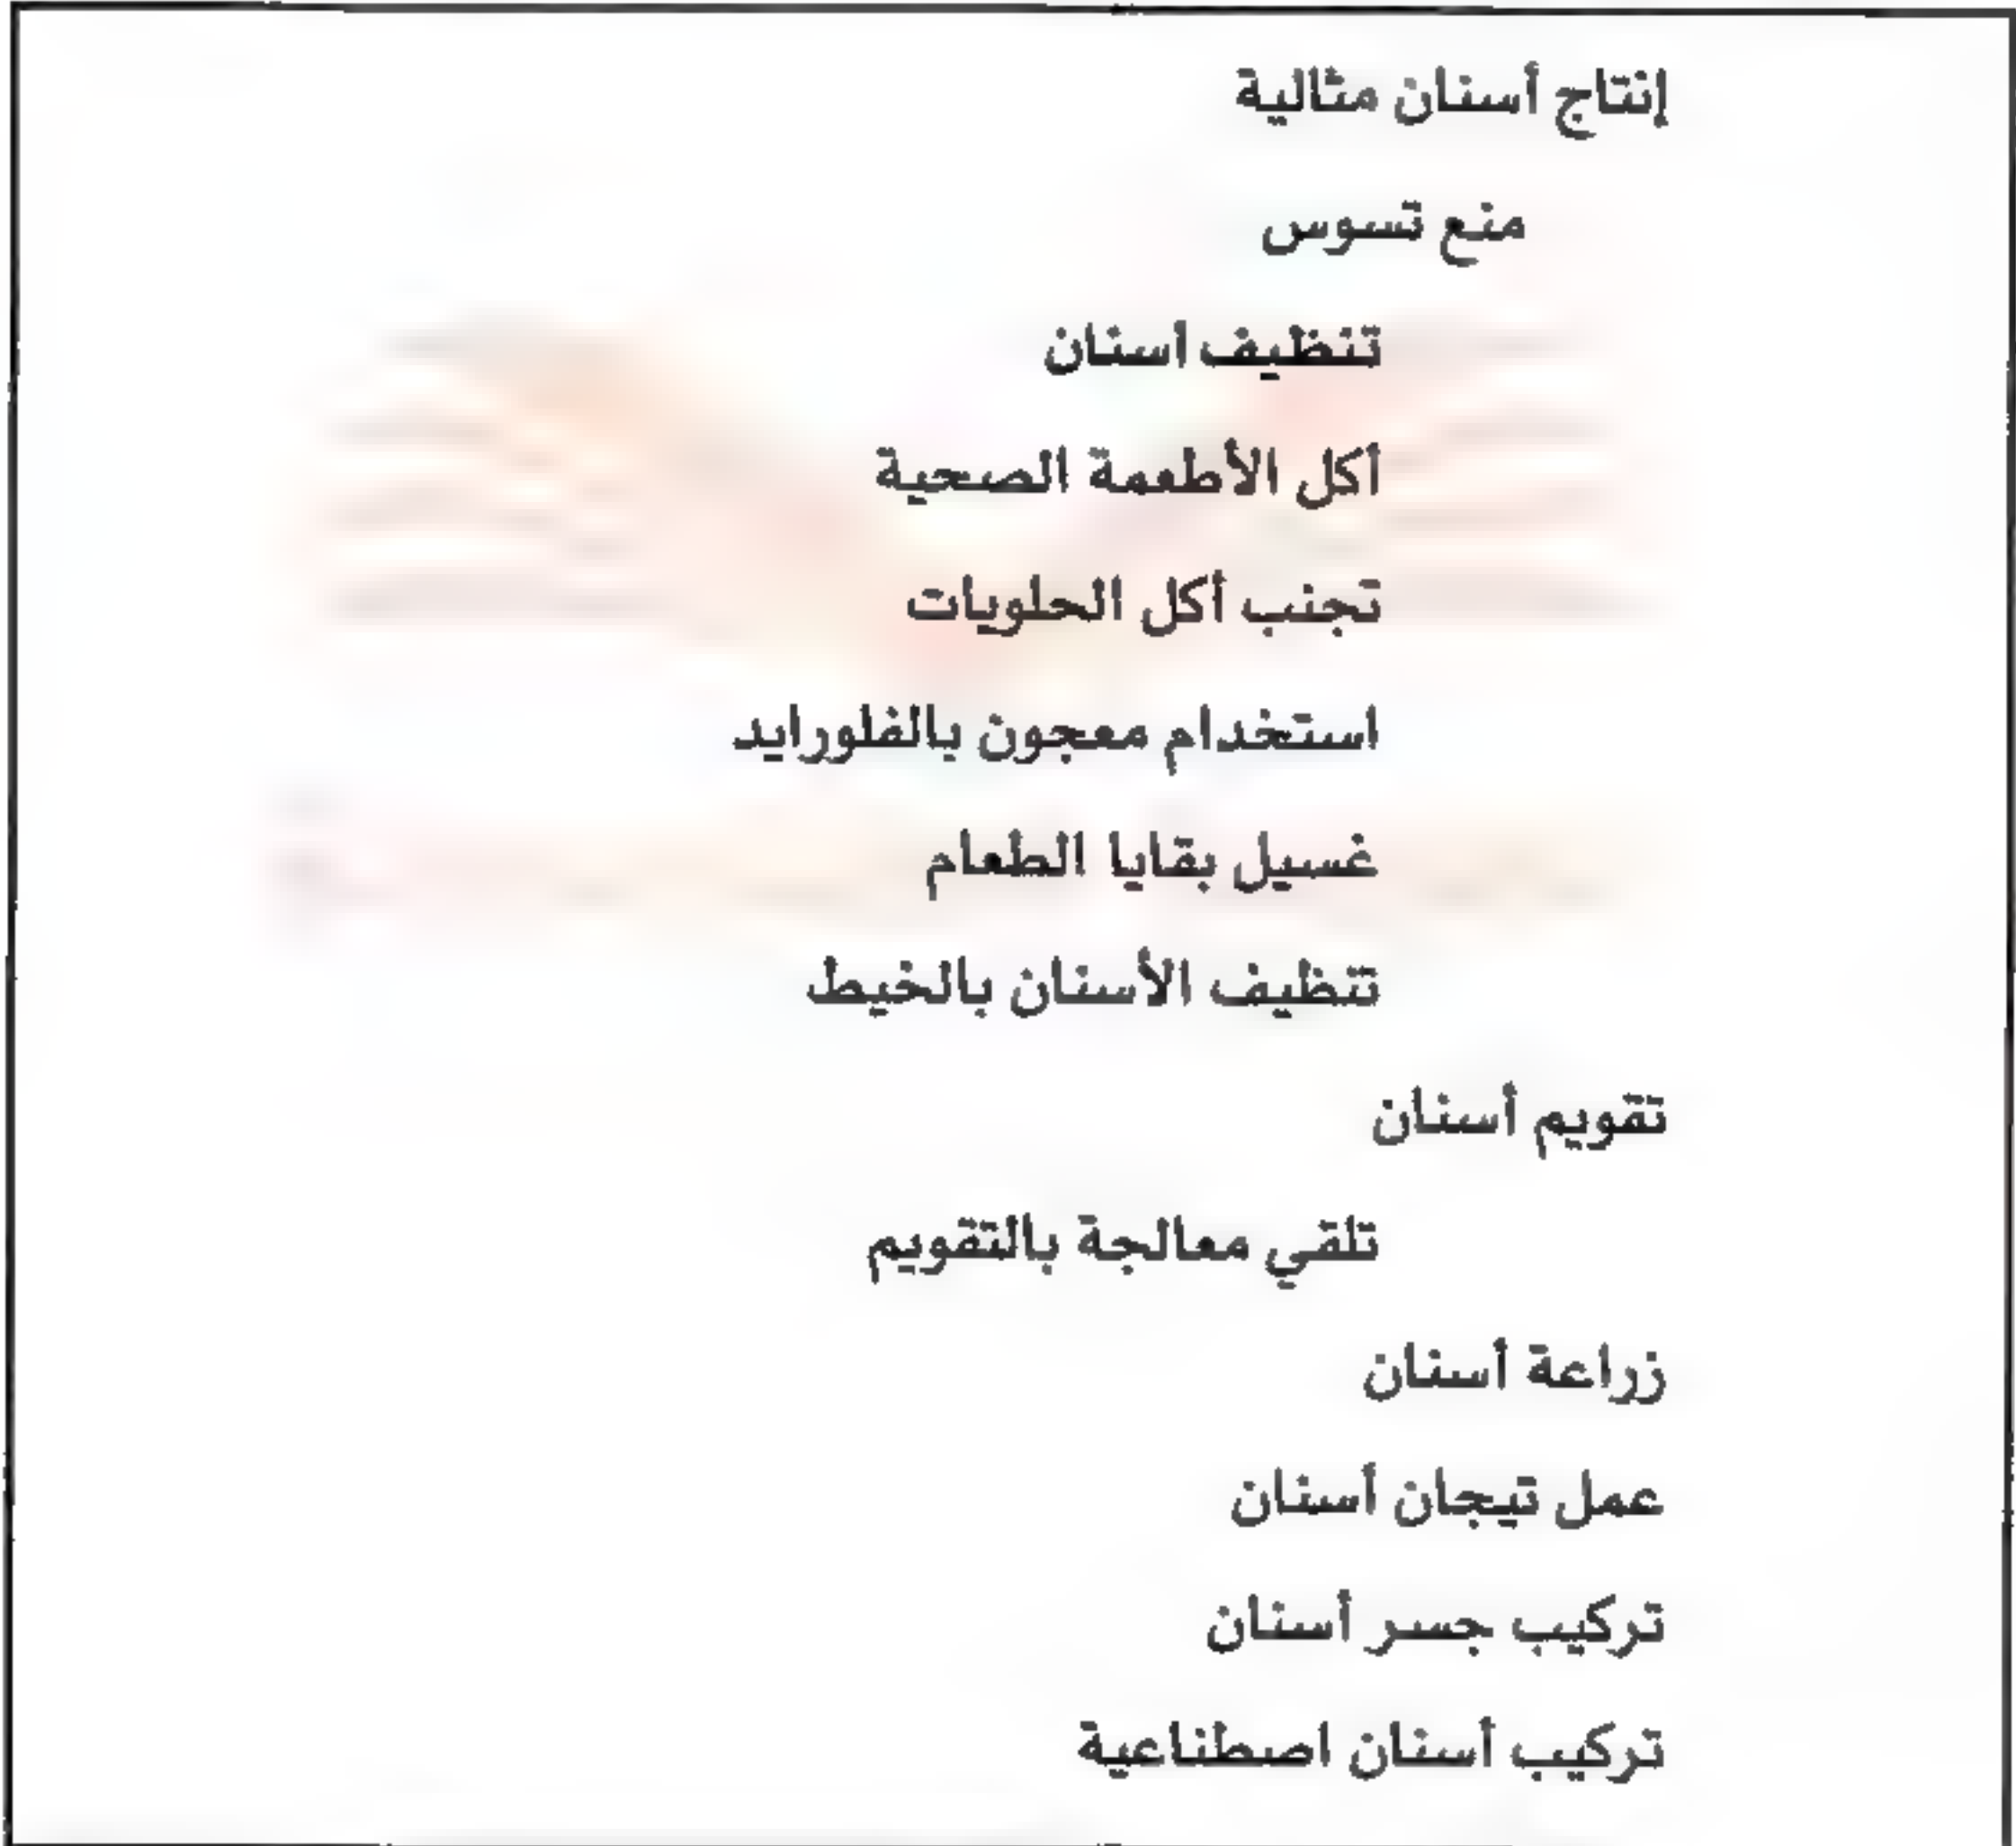 إنتاج أسنان مثالية
منع تسوس
تنظيف أسنان
أكل الأطعمة الصحية
تجنب أكل الحلويات
استخدام معجون بالفلورايد
غسيل بقايا الطعام
تنظيف الأسنان بالخيط
تقويم أسنان
تلقي معالجة بالتقويم
زراعة أسنان
عمل تيجان أسنان
تركيب جسر أسنان
تركيب أسنان اصطناعية